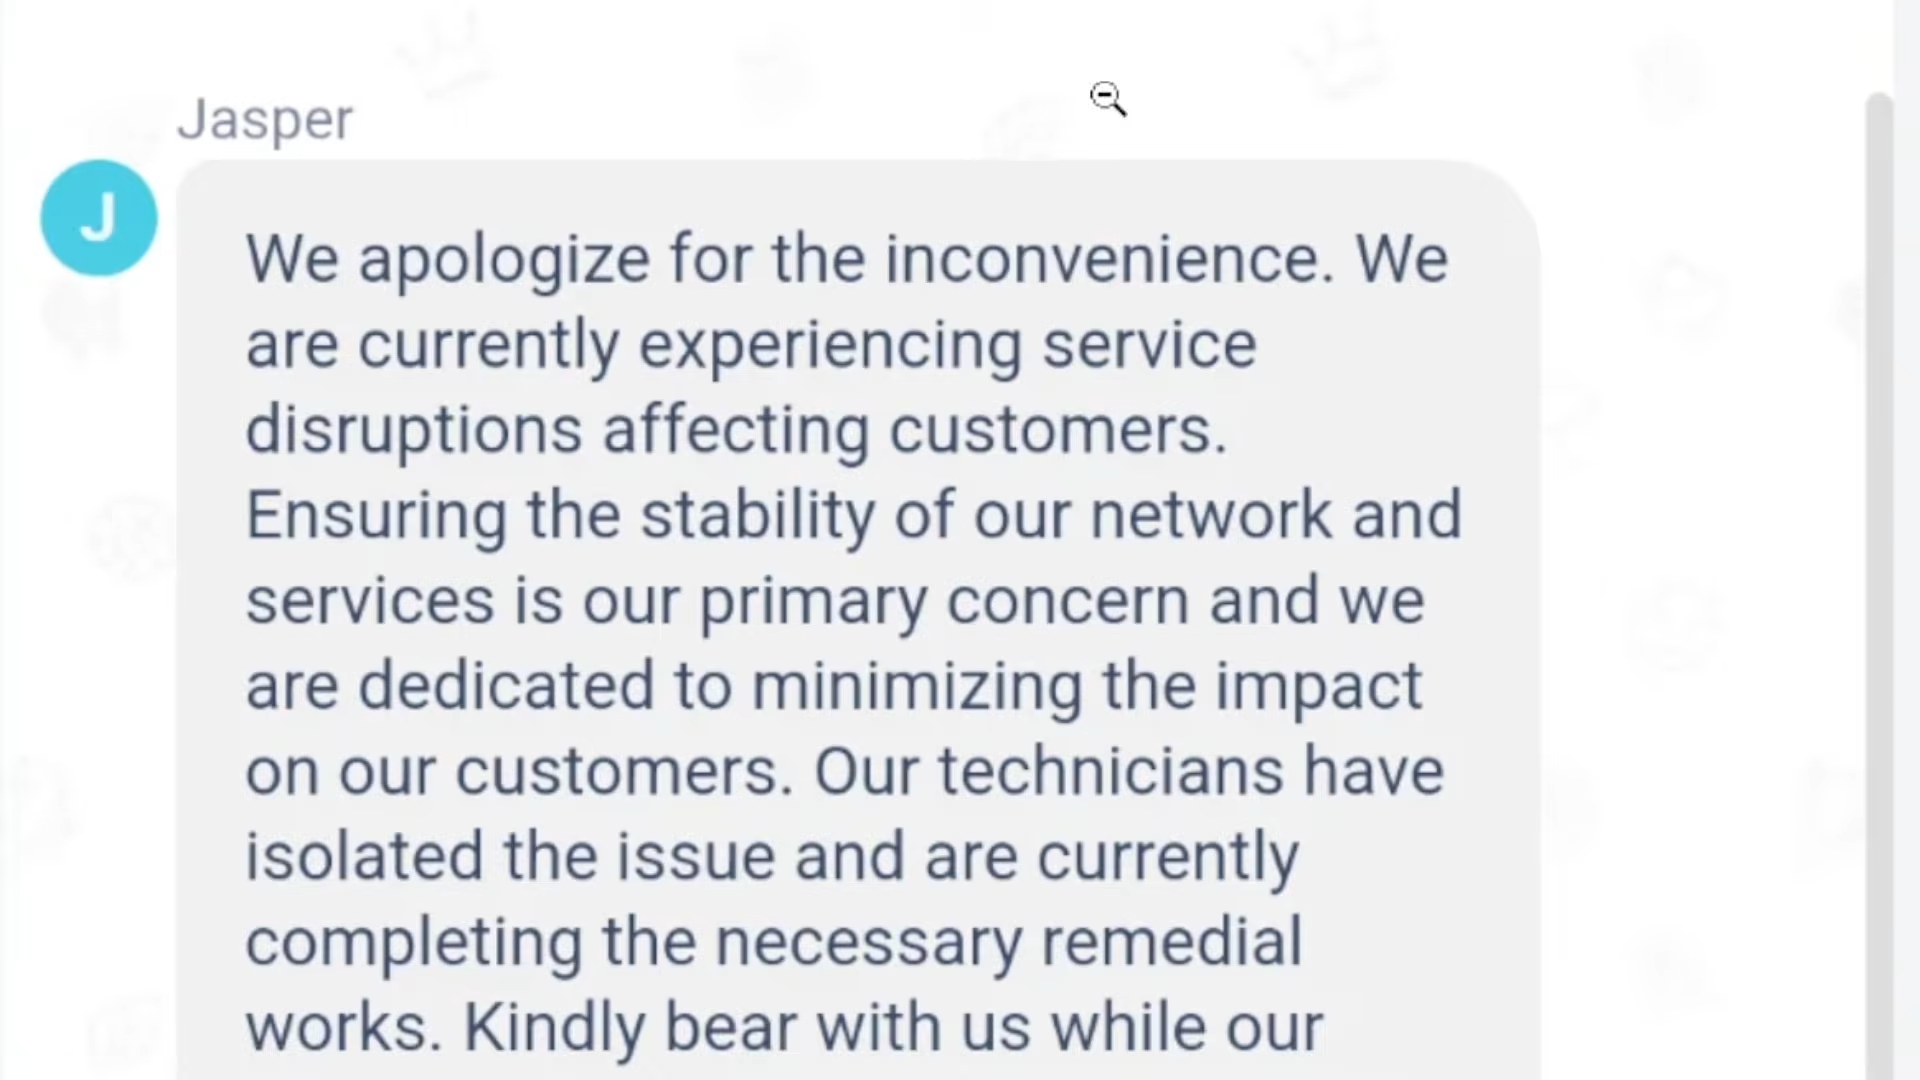 Jasper
J
We apologize for the inconvenience. We
are currently experiencing service
disruptions affecting customers.
Ensuring the stability of our network and
services is our primary concern and we
are dedicated to minimizing the impact
on our customers. Our technicians have
isolated the issue and are currently
completing the necessary remedial
works. Kindly bear with us while our